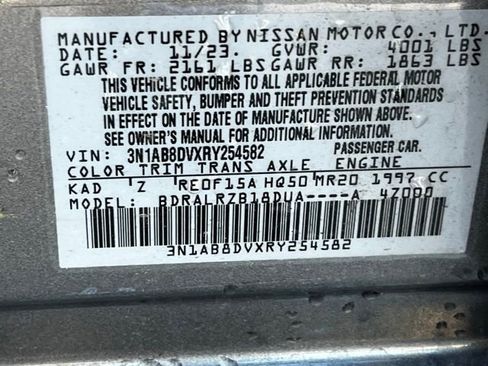 MANUFACTURED BY NISSAN MOTOR CO., LTD.
DATE: 11/23. GVWR: 4001 LBS
GAWR FR: 2161 LBS GAWR RR: 1863 LBS
THIS VEHICLE CONFORMS TO ALL APPLICABLE FEDERAL MOTOR
VEHICLE SAFETY, BUMPER AND THEFT PREVENTION STANDARDS
IN EFFECT ON THE DATE OF MANUFACTURE SHOWN ABOVE.
SEE OWNER'S MANUAL FOR ADDITIONAL INFORMATION.
VIN: 3N1AB8DVXRY254582 PASSENGER CAR.
COLOR TRIM TRANS AXLE ENGINE
KAD Z RE0F15A HQ50 MR20 1997 CC
MODEL: BDRALRZB18DUA----A 4Z0B0
3N1AB8DVXRY254582